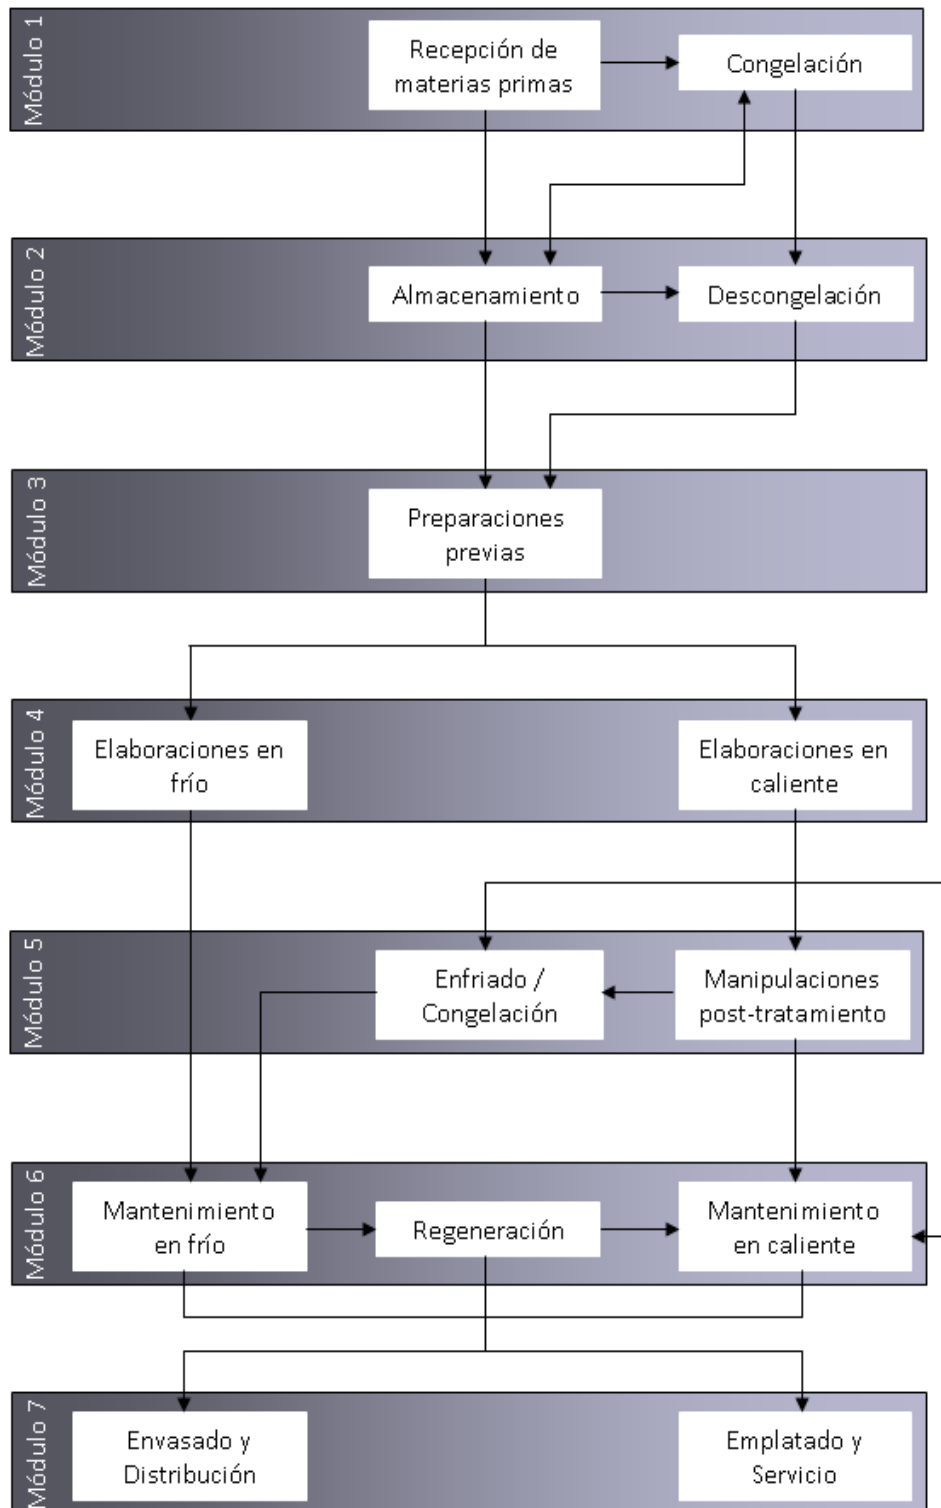 Módulo 1
Recepción de
materias primas
Congelación
Módulo 2
Almacenamiento
Descongelación
Módulo 3
Preparaciones
previas
Módulo 4
Elaboraciones en
frío
Elaboraciones en
caliente
Módulo 5
Enfriado /
Congelación
Manipulaciones
post-tratamiento
Módulo 6
Mantenimiento
en frío
Regeneración
Mantenimiento
en caliente
Módulo 7
Envasado y
Distribución
Emplatado y
Servicio